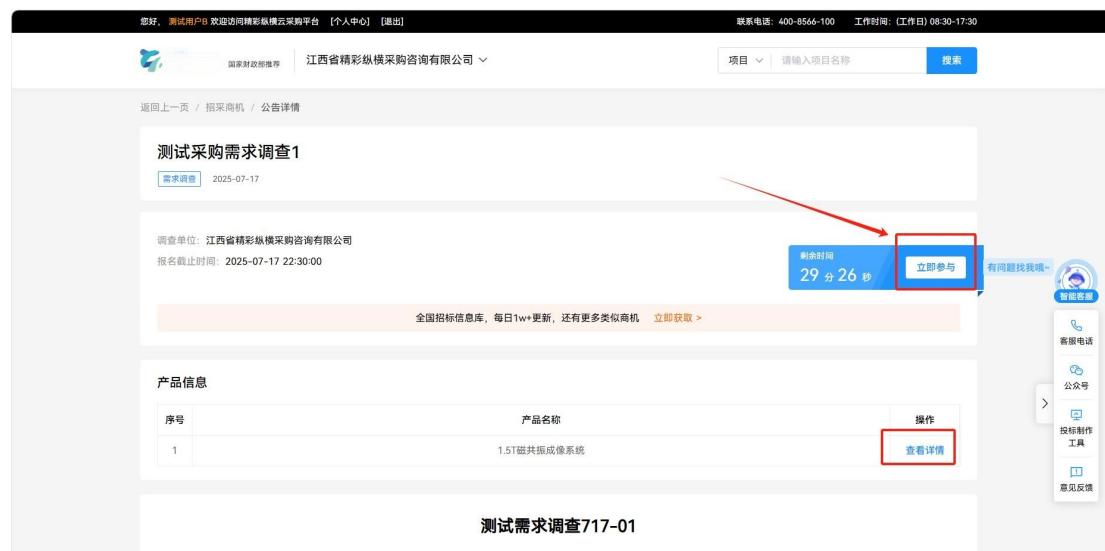 您好，测试用户B 欢迎访问精彩纵横云采购平台 [个人中心] [退出]
联系电话：400-8566-100 工作时间：(工作日) 08:30-17:30
国家财政部推荐
江西省精彩纵横采购咨询有限公司
项目 请输入项目名称 搜索
返回上一页 / 招采商机 / 公告详情
测试采购需求调查1
需求调查 2025-07-17
调查单位：江西省精彩纵横采购咨询有限公司
报名截止时间：2025-07-17 22:30:00
剩余时间
29 分 26 秒
立即参与
有问题找我哦~
智能客服
全国招标信息库，每日1w+更新，还有更多类似商机 立即获取 >
客服电话
公众号
投标制作
工具
意见反馈
产品信息
序号 产品名称 操作
1 1.5T磁共振成像系统 查看详情
测试需求调查717-01